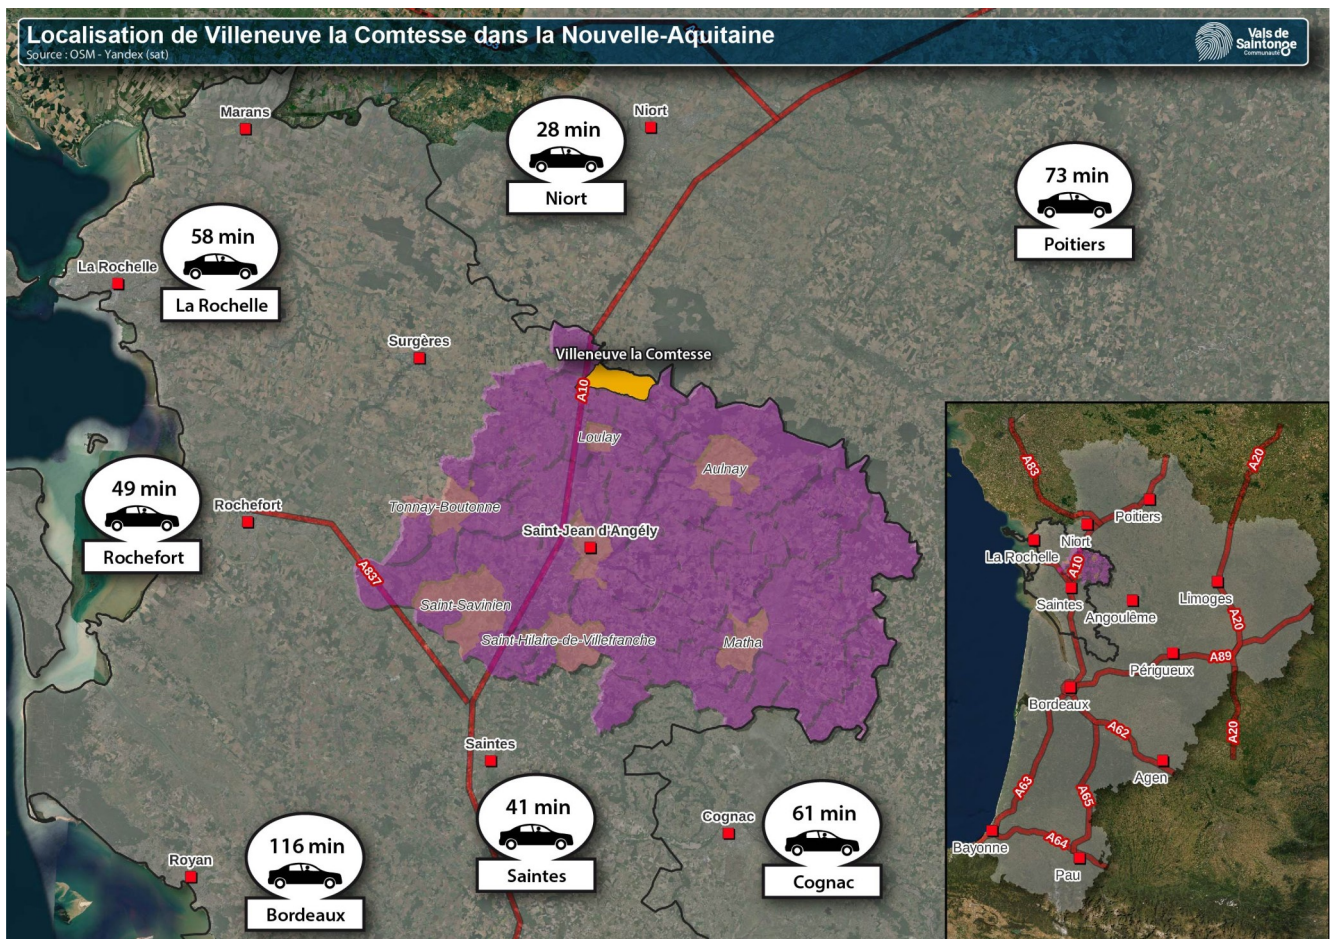 Localisation de Villeneuve la Comtesse dans la Nouvelle-Aquitaine
Source : OSM - Yandex (sat)
Vals de
Saintonge
Communauté
Marans
28 min
Niort
Niort
73 min
Poitiers
58 min
La Rochelle
La Rochelle
Surgères
Villeneuve la Comtesse
A10
Loulay
Aulnay
Tonnay-Boutonne
49 min
Rochefort
Rochefort
Saint-Jean d'Angély
A837
Saint-Savinien
Saint-Hilaire-de-Villefranche
Matha
Saintes
41 min
Saintes
Cognac
61 min
Cognac
Royan
116 min
Bordeaux
A83
A20
Poitiers
Niort
La Rochelle
A10
Saintes
Angoulême
Limoges
A20
A89
Périgueux
Bordeaux
A62
A20
Agen
A63
A65
A64
Bayonne
Pau